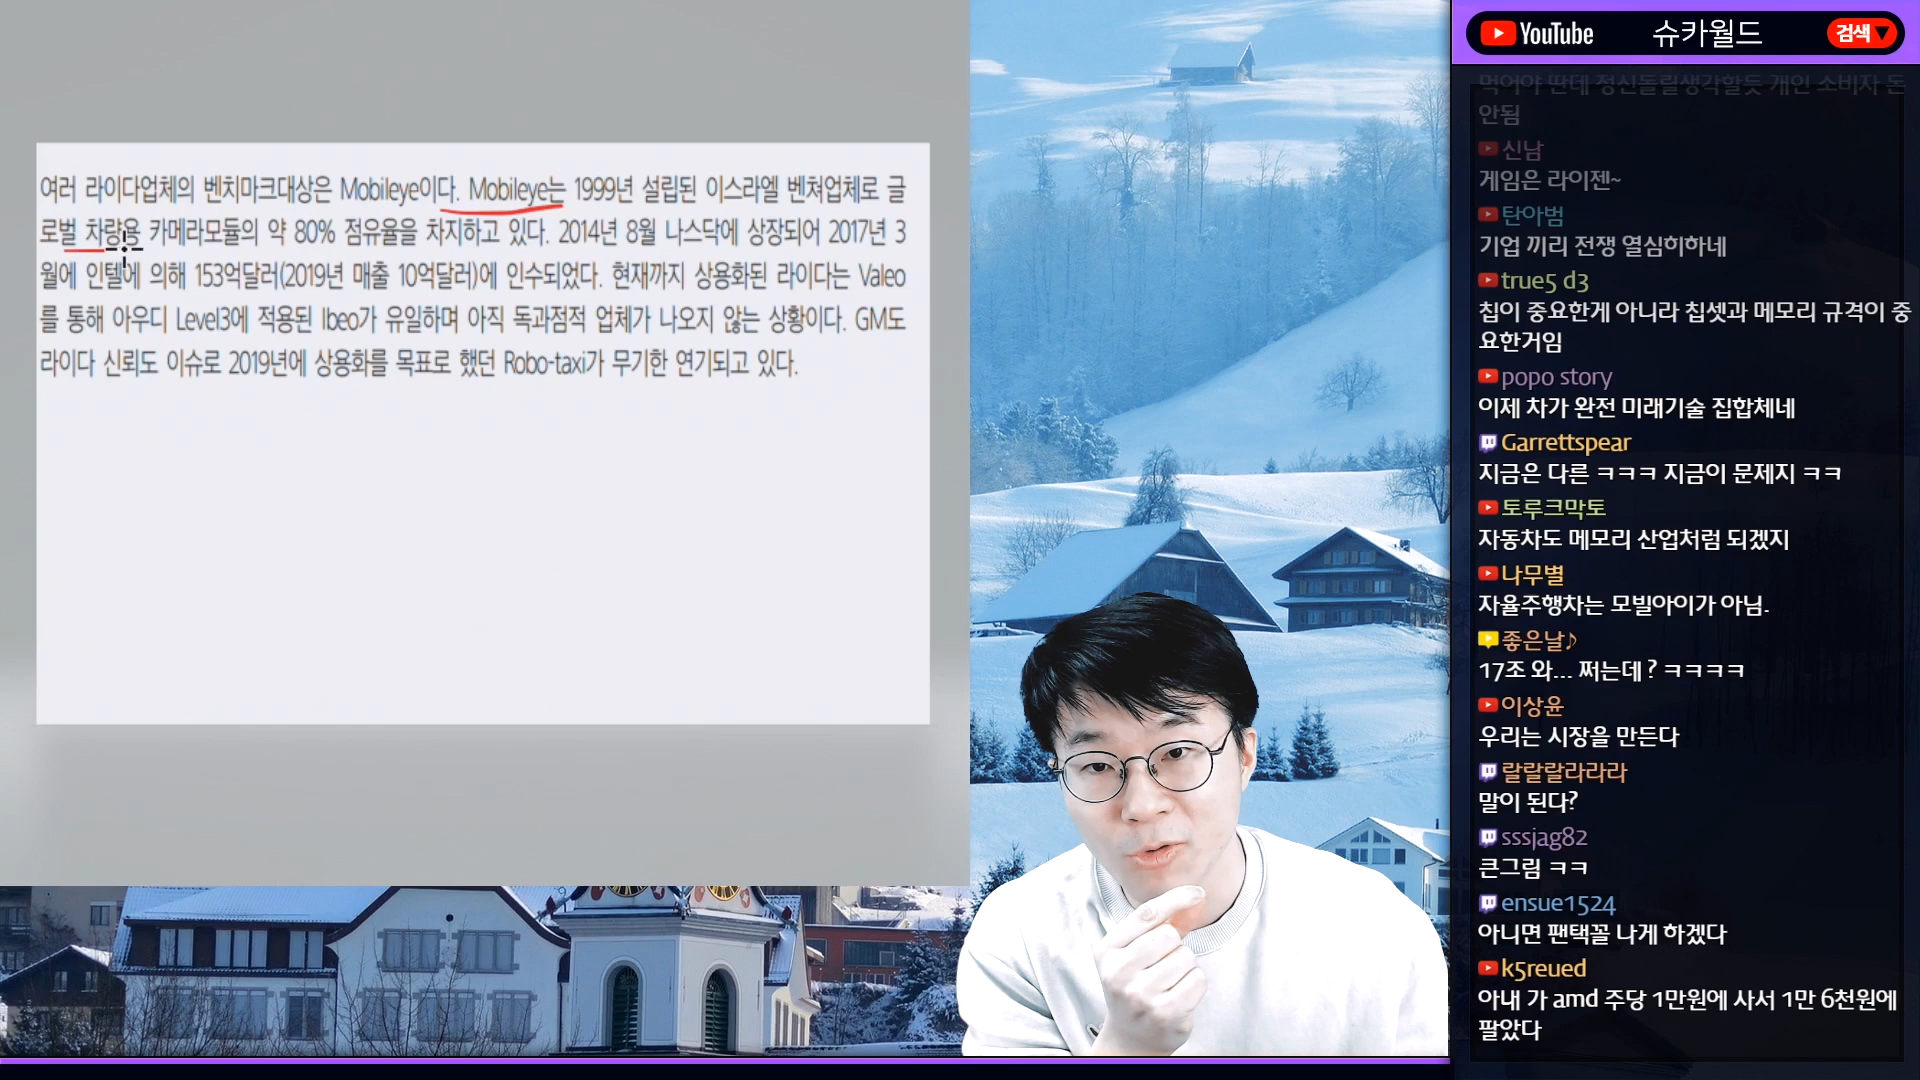 여러 라이다업체의 벤치마크대상은 Mobileye이다. Mobileye는 1999년 설립된 이스라엘 벤쳐업체로 글
로벌 차량용 카메라모듈의 약 80% 점유율을 차지하고 있다. 2014년 8월 나스닥에 상장되어 2017년 3
월에 인텔에 의해 153억달러(2019년 매출 10억달러)에 인수되었다. 현재까지 상용화된 라이다는 Valeo
를 통해 아우디 Level3에 적용된 Ibeo가 유일하며 아직 독과점적 업체가 나오지 않는 상황이다. GM도
라이다 신뢰도 이슈로 2019년에 상용화를 목표로 했던 Robo-taxi가 무기한 연기되고 있다.
YouTube 슈카월드 검색▼
먹어야 딴데 정신돌릴생각할듯 개인 소비자 돈
안됨
신남
게임은 라이젠~
탄아범
기업 끼리 전쟁 열심히하네
true5 d3
칩이 중요한게 아니라 칩셋과 메모리 규격이 중
요한거임
popo story
이제 차가 완전 미래기술 집합체네
Garrettspear
지금은 다른 ㅋㅋㅋ 지금이 문제지 ㅋㅋ
토루크막토
자동차도 메모리 산업처럼 되겠지
나무별
자율주행차는 모빌아이가 아님.
좋은날♪
17조 와... 쩌는데 ? ㅋㅋㅋㅋ
이상윤
우리는 시장을 만든다
랄랄랄라라라
말이 된다?
sssjag82
큰그림 ㅋㅋ
ensue1524
아니면 팬택꼴 나게 하겠다
k5reued
아내 가 amd 주당 1만원에 사서 1만 6천원에
팔았다